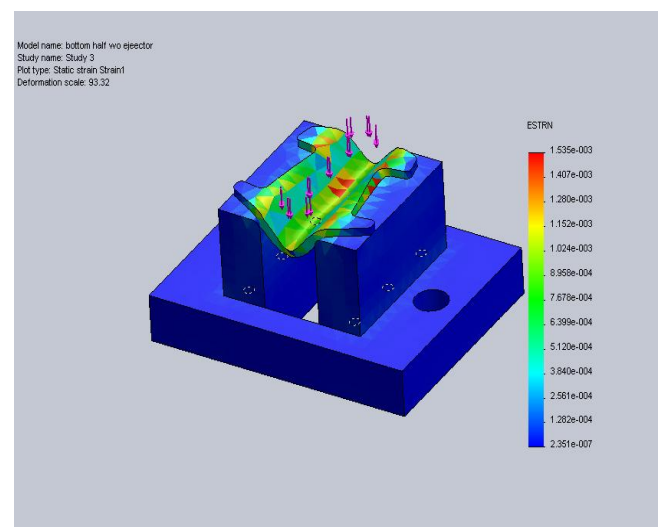 Model name: bottom half wo ejeector
Study name: Study 3
Plot type: Static strain Strain1
Deformation scale: 93.32
ESTRN
1.535e-003
1.407e-003
1.280e-003
1.152e-003
1.024e-003
8.958e-004
7.678e-004
6.399e-004
5.120e-004
3.840e-004
2.561e-004
1.282e-004
2.351e-007